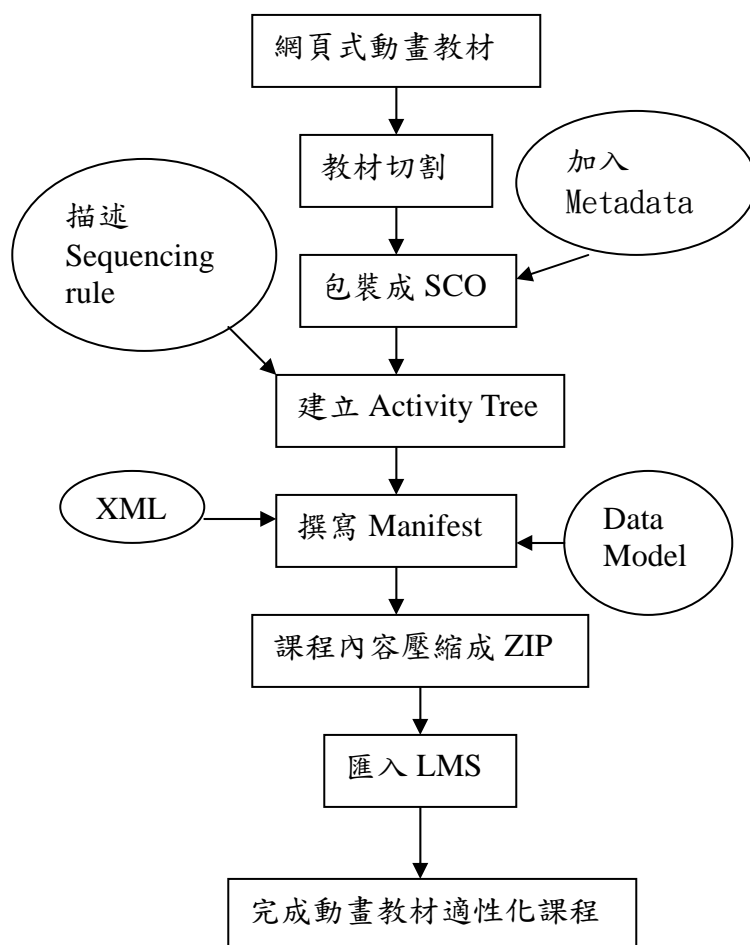 網頁式動畫教材
教材切割
加入
Metadata
描述
Sequencing
rule
包裝成 SCO
建立 Activity Tree
XML
撰寫 Manifest
Data
Model
課程內容壓縮成 ZIP
匯入 LMS
完成動畫教材適性化課程